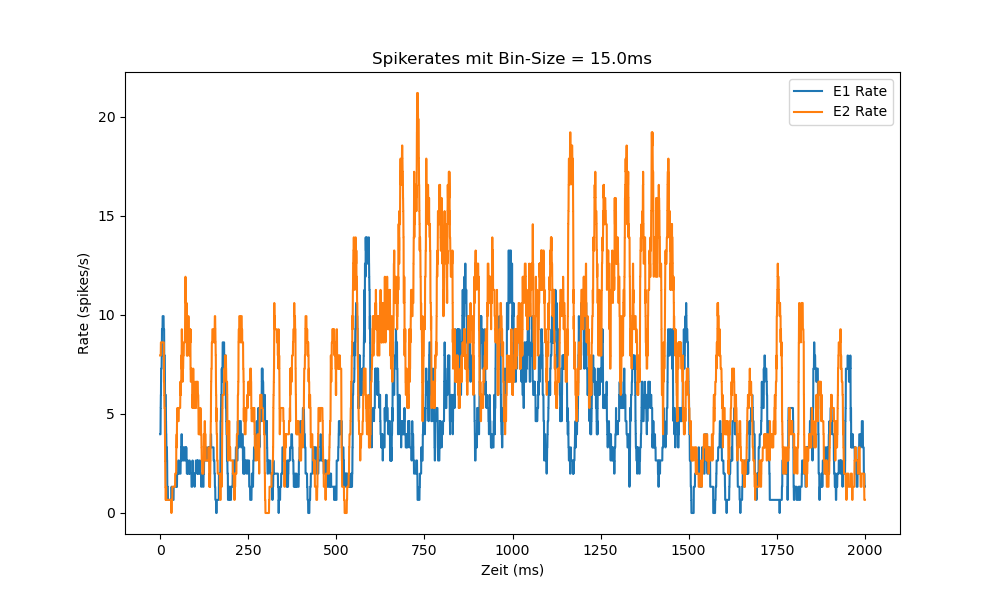 Spikerates mit Bin-Size = 15.0ms
E1 Rate
E2 Rate
Rate (spikes/s)
20
15
10
5
0
0 250 500 750 1000 1250 1500 1750 2000
Zeit (ms)